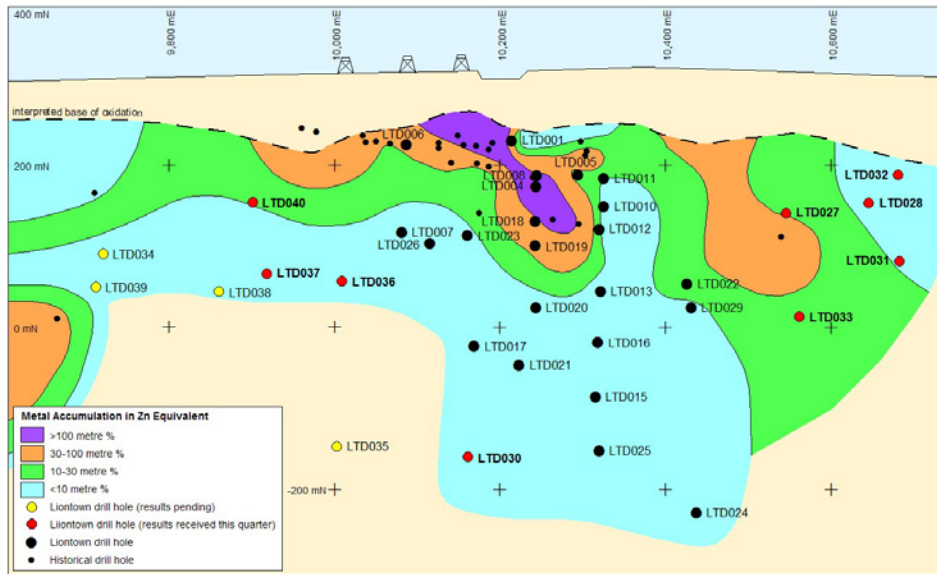 400 mN
9,800 mE
10,000 mE
10,200 mE
10,400 mE
10,600 mE
interpreted base of oxidation
LTD006
LTD001
200 mN
LTD005
LTD032
LTD008
LTD004
LTD011
LTD040
LTD010
LTD028
LTD027
LTD018
LTD007
LTD012
LTD026
LTD023
LTD019
LTD034
LTD031
LTD037
LTD036
LTD039
LTD038
LTD013
LTD022
LTD020
LTD029
LTD033
0 mN
LTD017
LTD016
LTD021
LTD015
Metal Accumulation in Zn Equivalent
>100 metre %
30-100 metre %
10-30 metre %
<10 metre %
Liontown drill hole (results pending)
Liiontown drill hole (results received this quarter)
Liontown drill hole
Historical drill hole
LTD035
LTD030
LTD025
-200 mN
LTD024